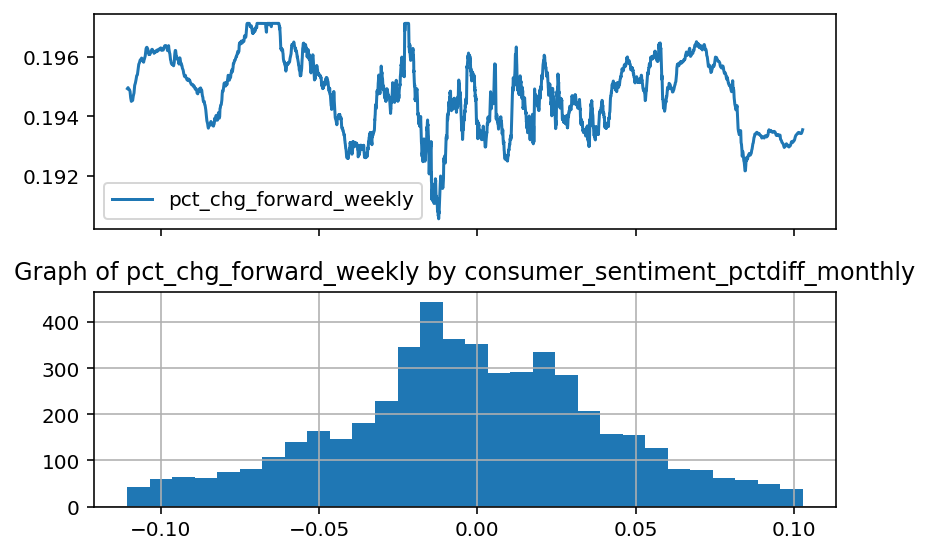 0.196
0.194
0.192
pct_chg_forward_weekly
Graph of pct_chg_forward_weekly by consumer_sentiment_pctdiff_monthly
400
300
200
100
0
−0.10 −0.05 0.00 0.05 0.10